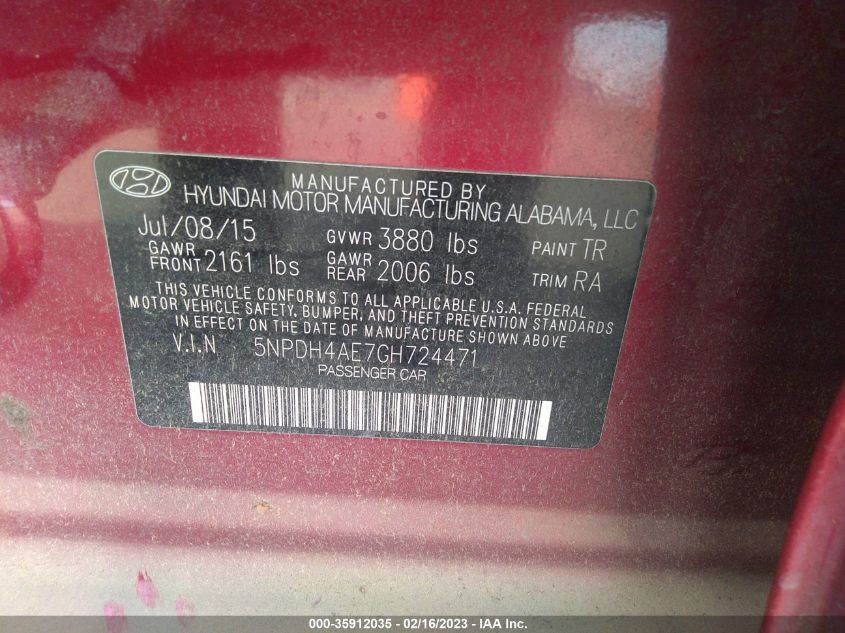 MANUFACTURED BY
HYUNDAI MOTOR MANUFACTURING ALABAMA, LLC
Jul/08/15 GVWR 3880 lbs PAINT TR
GAWR FRONT 2161 lbs GAWR REAR 2006 lbs TRIM RA
THIS VEHICLE CONFORMS TO ALL APPLICABLE U.S.A. FEDERAL
MOTOR VEHICLE SAFETY, BUMPER, AND THEFT PREVENTION STANDARDS
IN EFFECT ON THE DATE OF MANUFACTURE SHOWN ABOVE
V.I.N 5NPDH4AE7GH724471
PASSENGER CAR
000-35912035 - 02/16/2023 - IAA Inc.